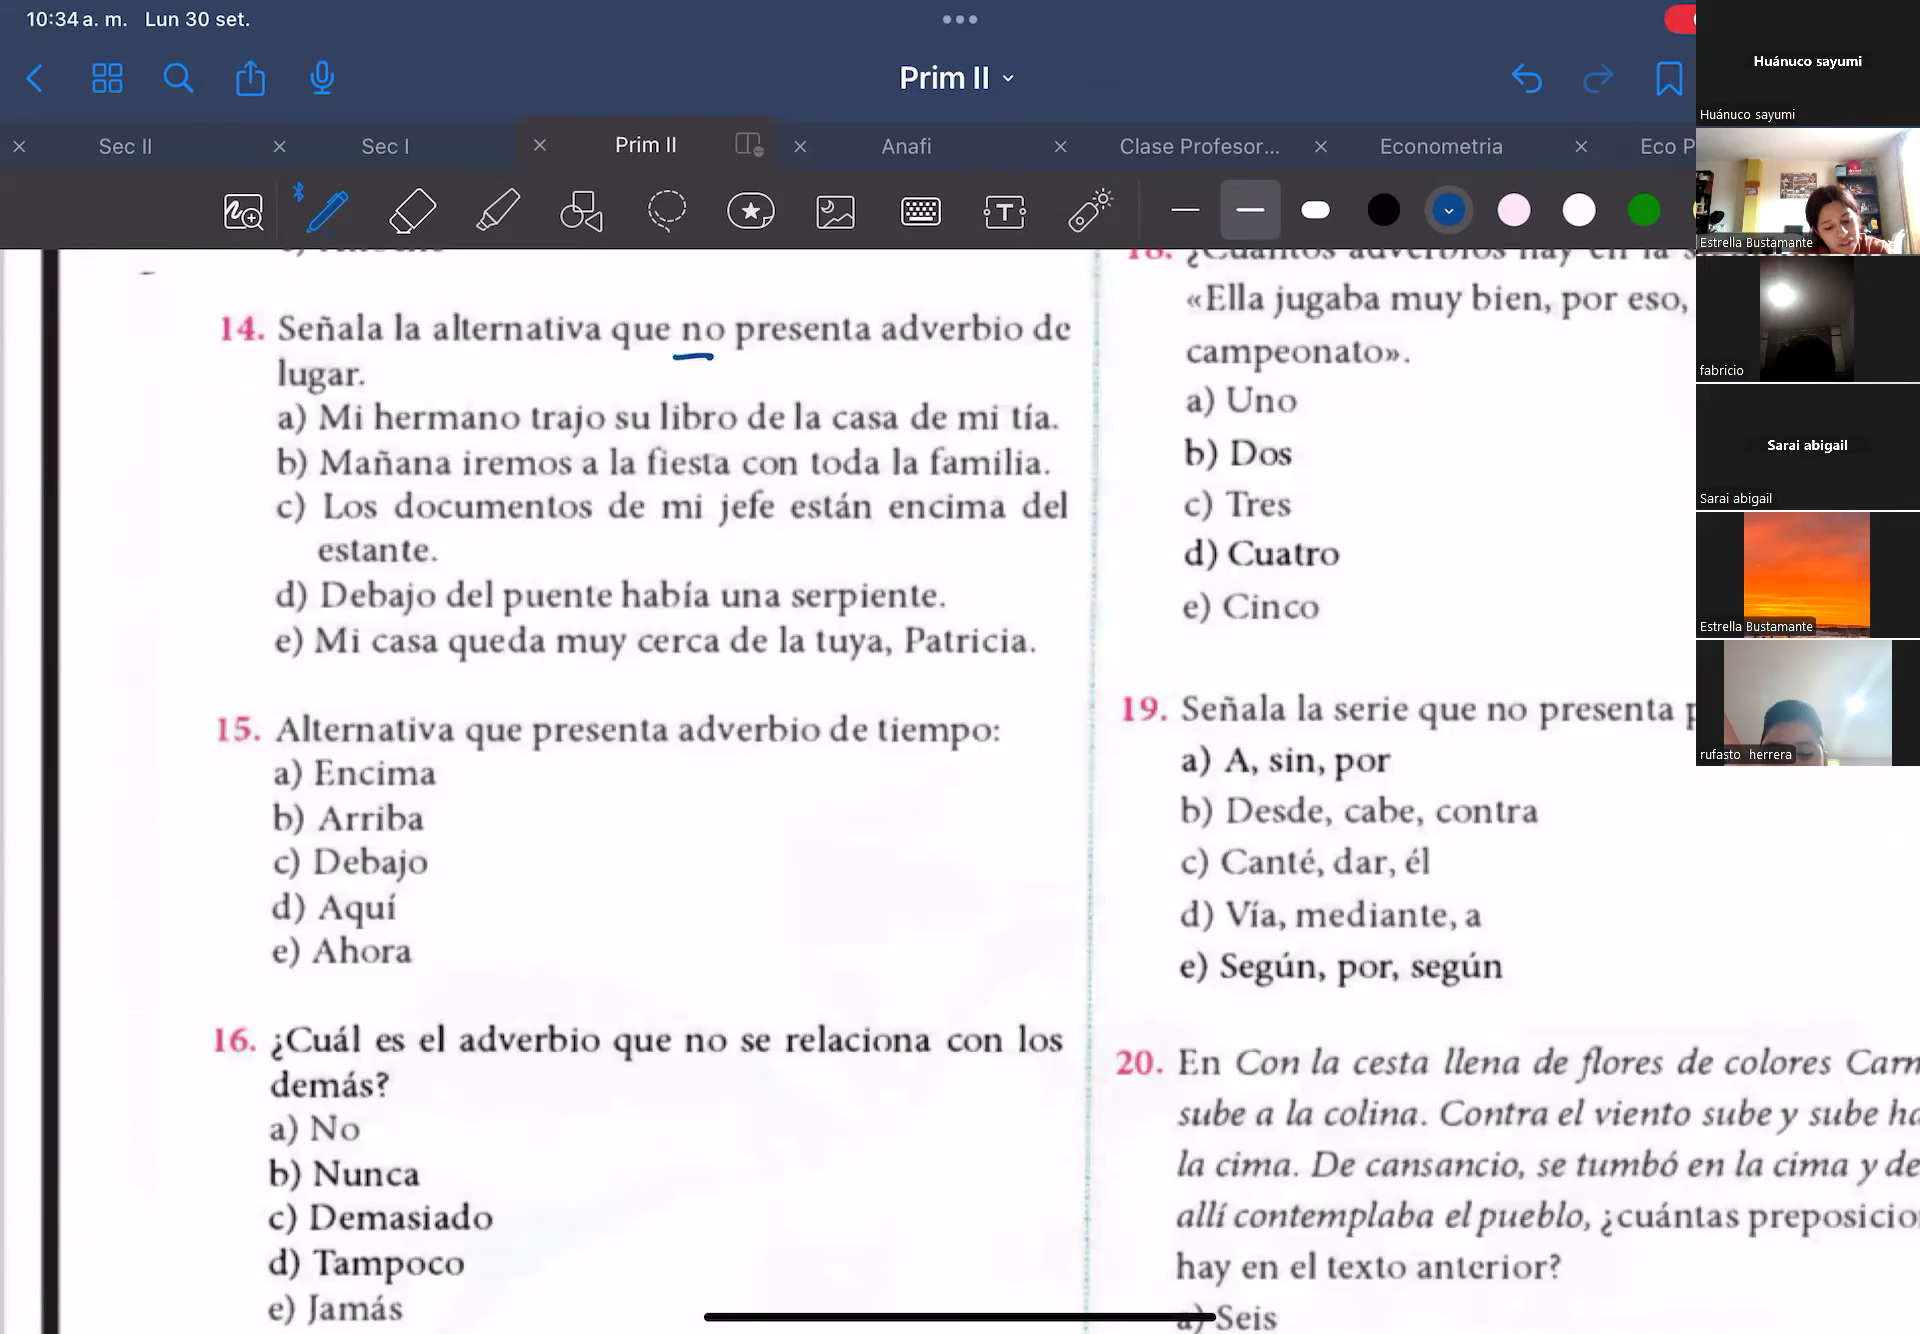 10:34 a. m. Lun 30 set.
Prim II
Sec II
Sec I
Prim II
Anafi
Clase Profesor...
Econometria
Eco P
14. Señala la alternativa que no presenta adverbio de
lugar.
a) Mi hermano trajo su libro de la casa de mi tía.
b) Mañana iremos a la fiesta con toda la familia.
c) Los documentos de mi jefe están encima del
estante.
d) Debajo del puente había una serpiente.
e) Mi casa queda muy cerca de la tuya, Patricia.
15. Alternativa que presenta adverbio de tiempo:
a) Encima
b) Arriba
c) Debajo
d) Aquí
e) Ahora
16. ¿Cuál es el adverbio que no se relaciona con los
demás?
a) No
b) Nunca
c) Demasiado
d) Tampoco
e) Jamás
18. ¿Cuántos adverbios hay en la
«Ella jugaba muy bien, por eso,
campeonato».
a) Uno
b) Dos
c) Tres
d) Cuatro
e) Cinco
19. Señala la serie que no presenta
a) A, sin, por
b) Desde, cabe, contra
c) Canté, dar, él
d) Vía, mediante, a
e) Según, por, según
20. En Con la cesta llena de flores de colores
sube a la colina. Contra el viento sube y sube
la cima. De cansancio, se tumbó en la cima y de
allí contemplaba el pueblo, ¿cuántas preposicio
hay en el texto anterior?
a) Seis
Huánuco sayumi
Huánuco sayumi
Estrella Bustamante
fabricio
Sarai abigail
Sarai abigail
Estrella Bustamante
rufasto herrera